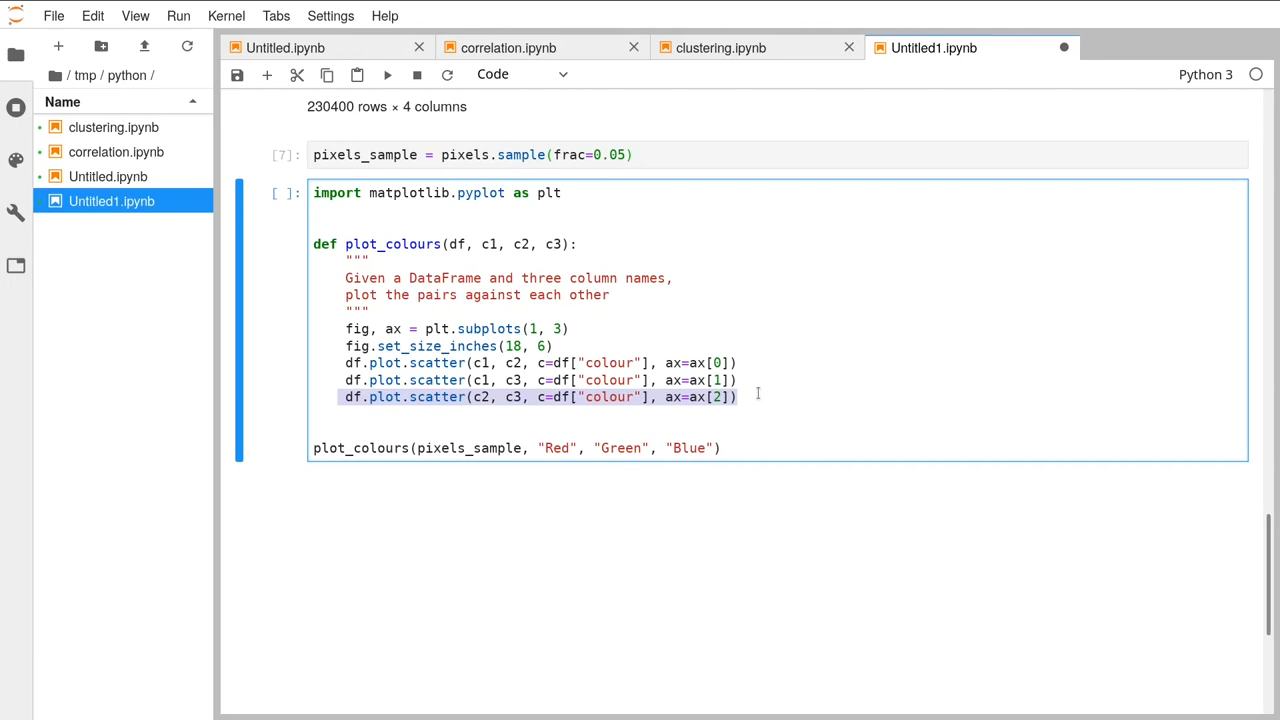 File Edit View Run Kernel Tabs Settings Help
/ tmp / python /
Name
clustering.ipynb
correlation.ipynb
Untitled.ipynb
Untitled1.ipynb
Untitled.ipynb correlation.ipynb clustering.ipynb Untitled1.ipynb
Code Python 3
230400 rows × 4 columns
[7]: pixels_sample = pixels.sample(frac=0.05)
[ ]: import matplotlib.pyplot as plt
def plot_colours(df, c1, c2, c3):
"""
Given a DataFrame and three column names,
plot the pairs against each other
"""
fig, ax = plt.subplots(1, 3)
fig.set_size_inches(18, 6)
df.plot.scatter(c1, c2, c=df["colour"], ax=ax[0])
df.plot.scatter(c1, c3, c=df["colour"], ax=ax[1])
df.plot.scatter(c2, c3, c=df["colour"], ax=ax[2])
plot_colours(pixels_sample, "Red", "Green", "Blue")